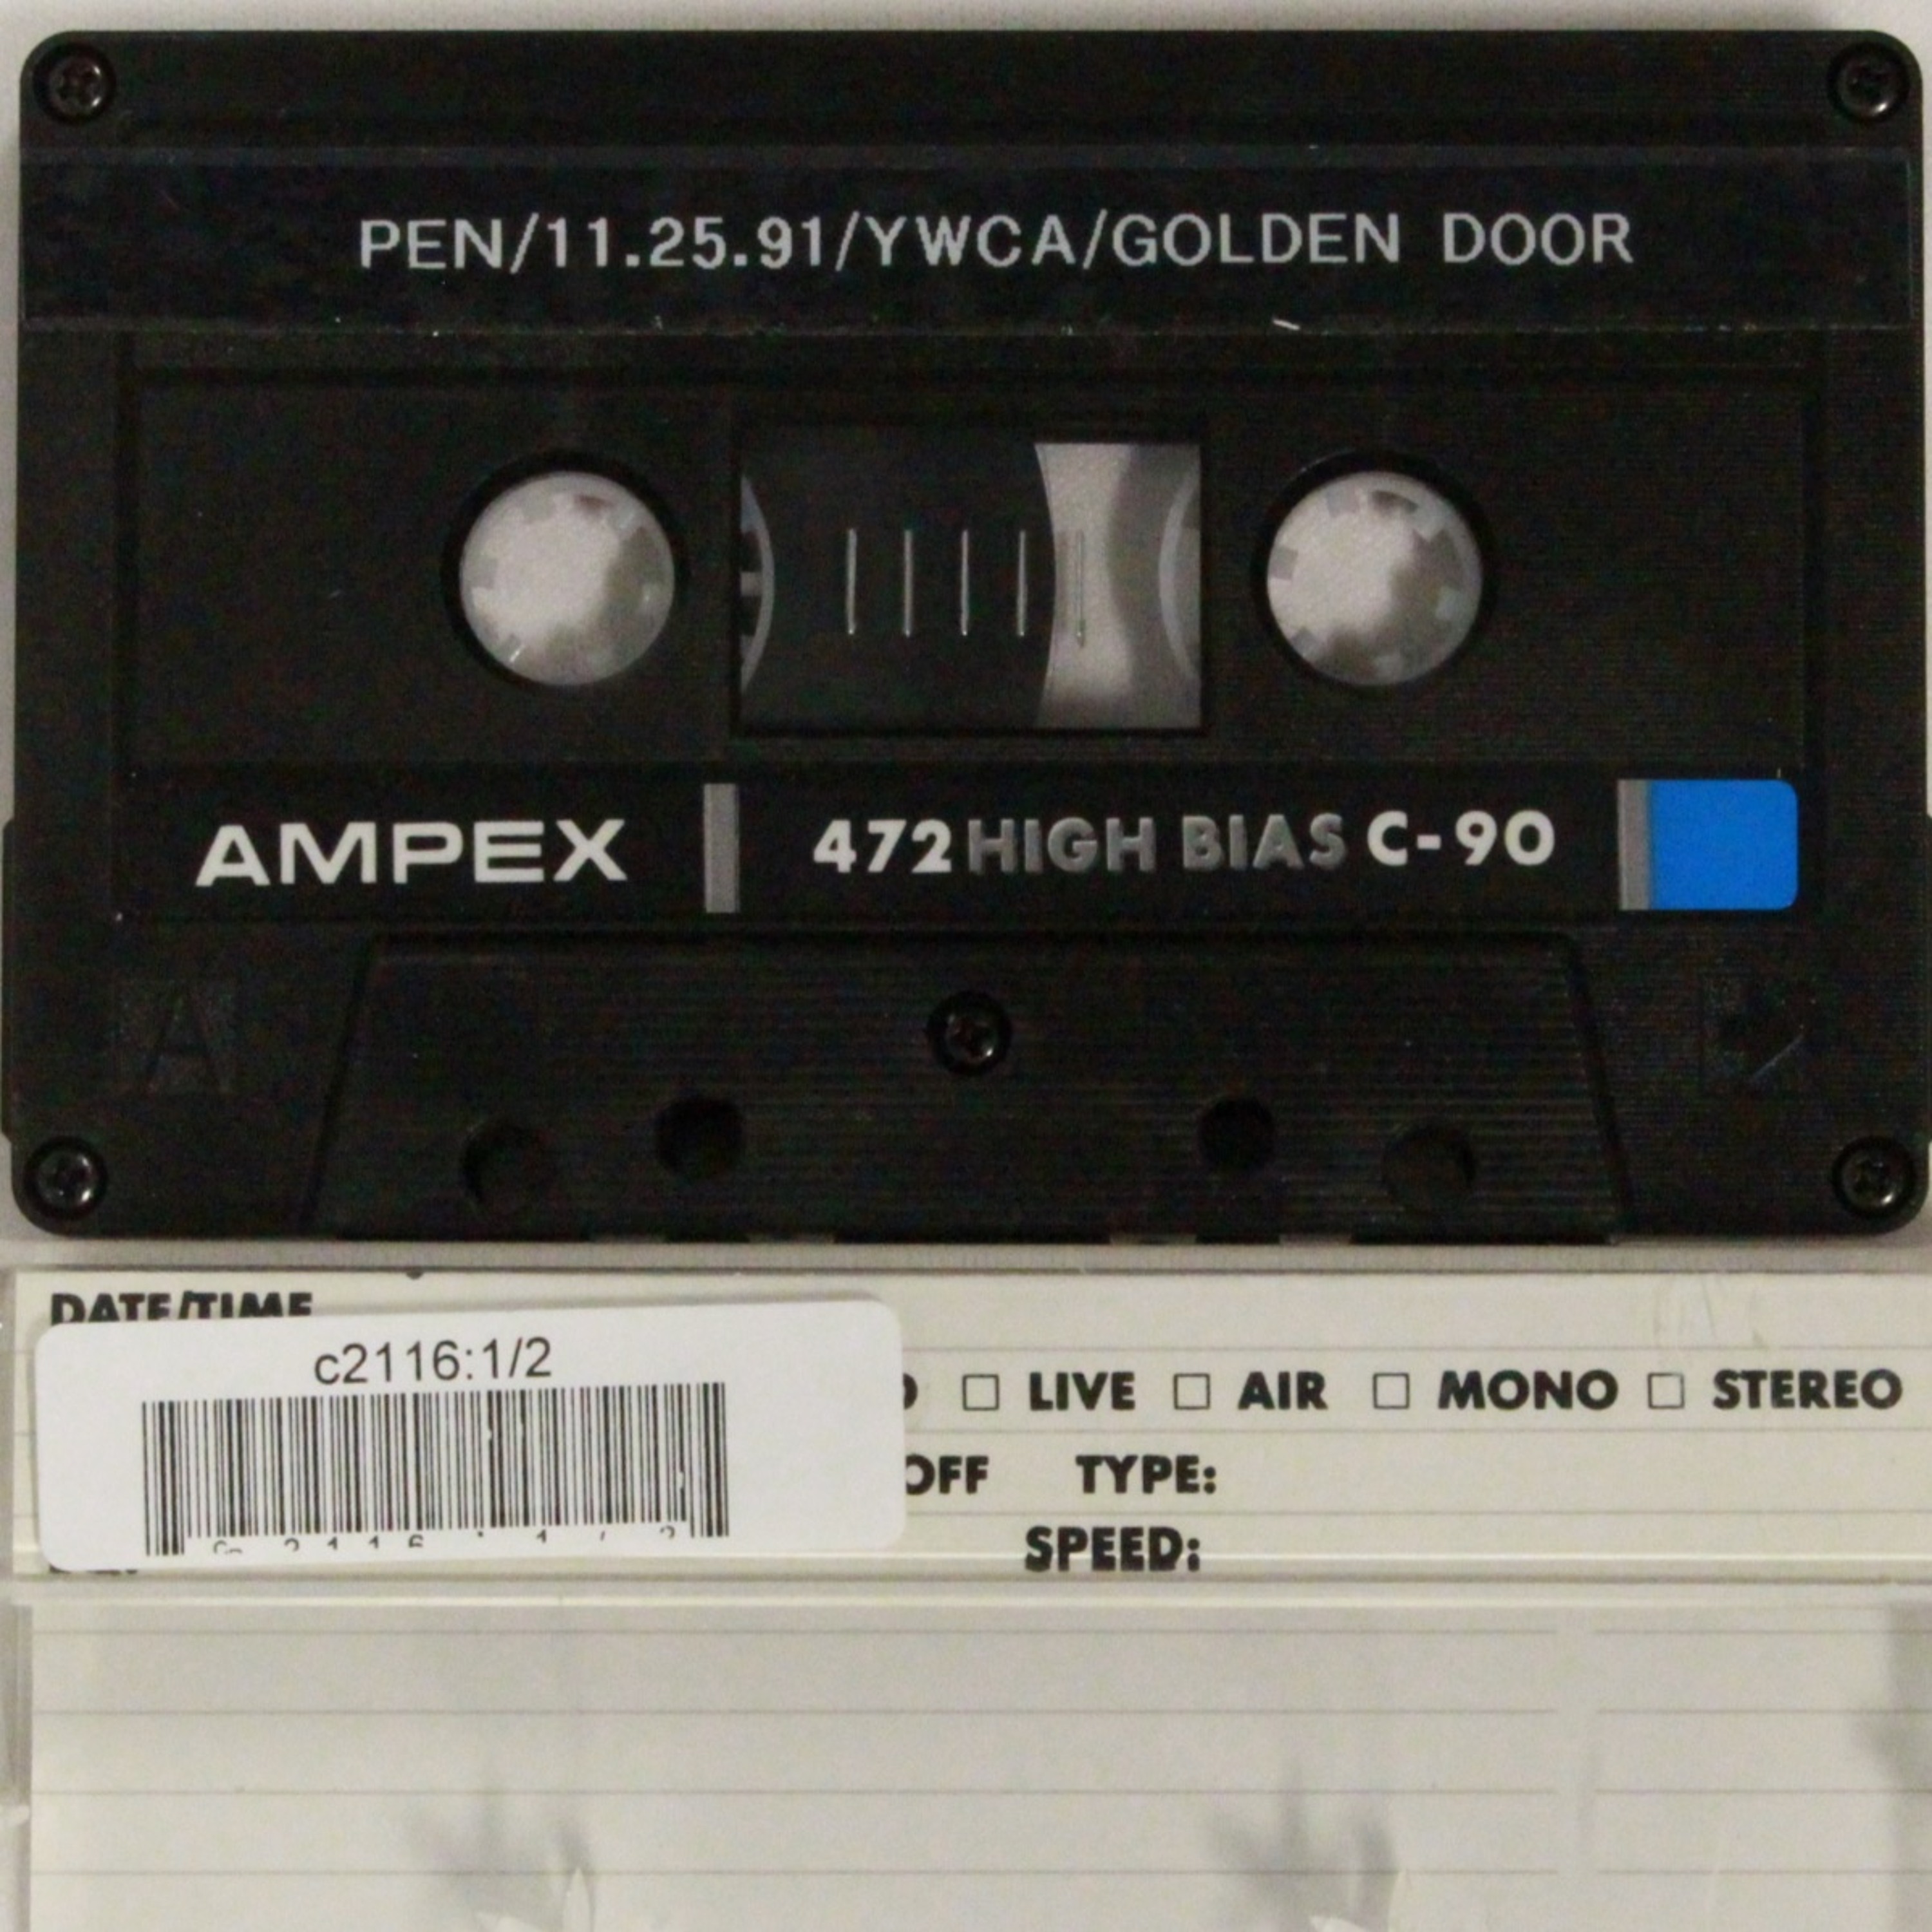 PEN/11.25.91/YWCA/GOLDEN DOOR
AMPEX 472 HIGH BIAS C-90
A
DATE/TIME
c2116:1/2
LIVE AIR MONO STEREO
OFF TYPE:
SPEED: